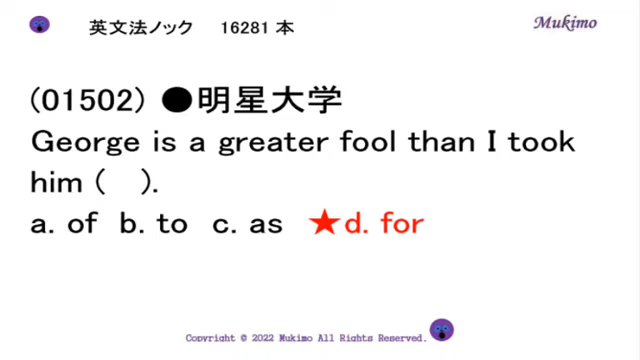 英文法ノック 16281 本 Mukimo
(01502) ●明星大学
George is a greater fool than I took
him ( ).
a. of b. to c. as ★d. for
Copyright © 2022 Mukimo All Rights Reserved.